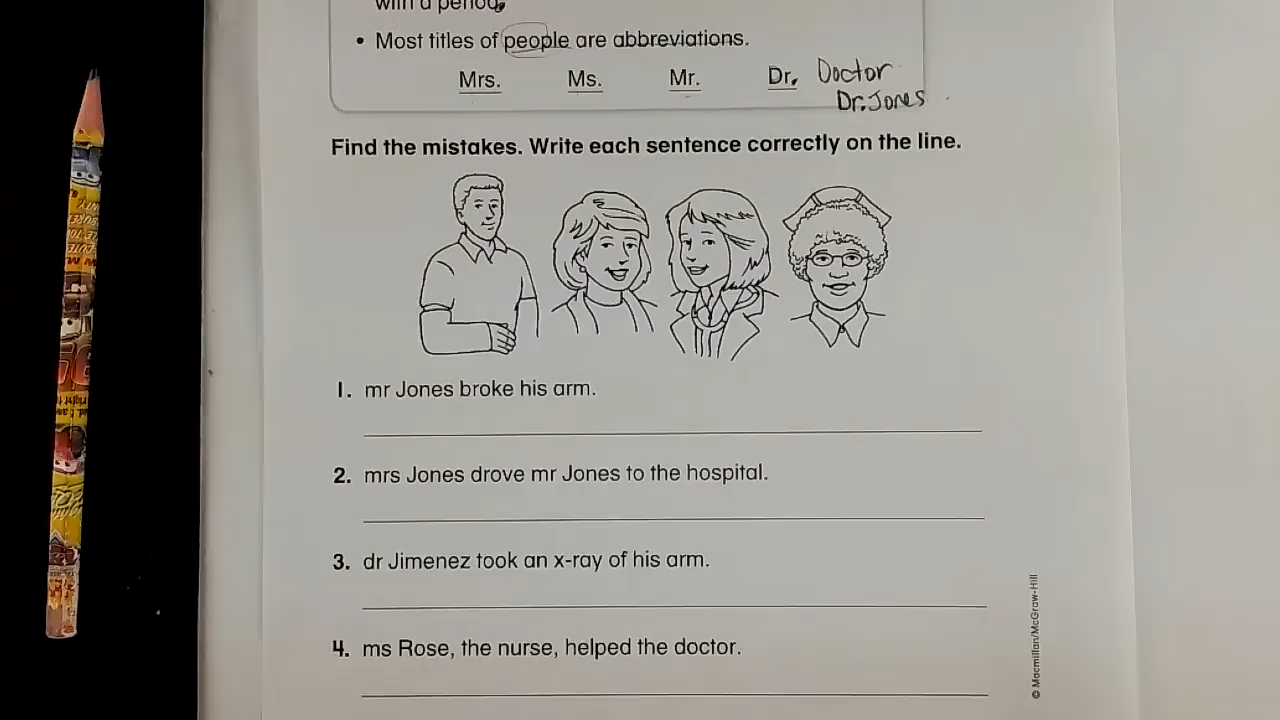 with a period.
• Most titles of people are abbreviations.
Mrs. Ms. Mr. Dr. Doctor
Dr. Jones
Find the mistakes. Write each sentence correctly on the line.
1. mr Jones broke his arm.
2. mrs Jones drove mr Jones to the hospital.
3. dr Jimenez took an x-ray of his arm.
4. ms Rose, the nurse, helped the doctor.
© Macmillan/McGraw-Hill